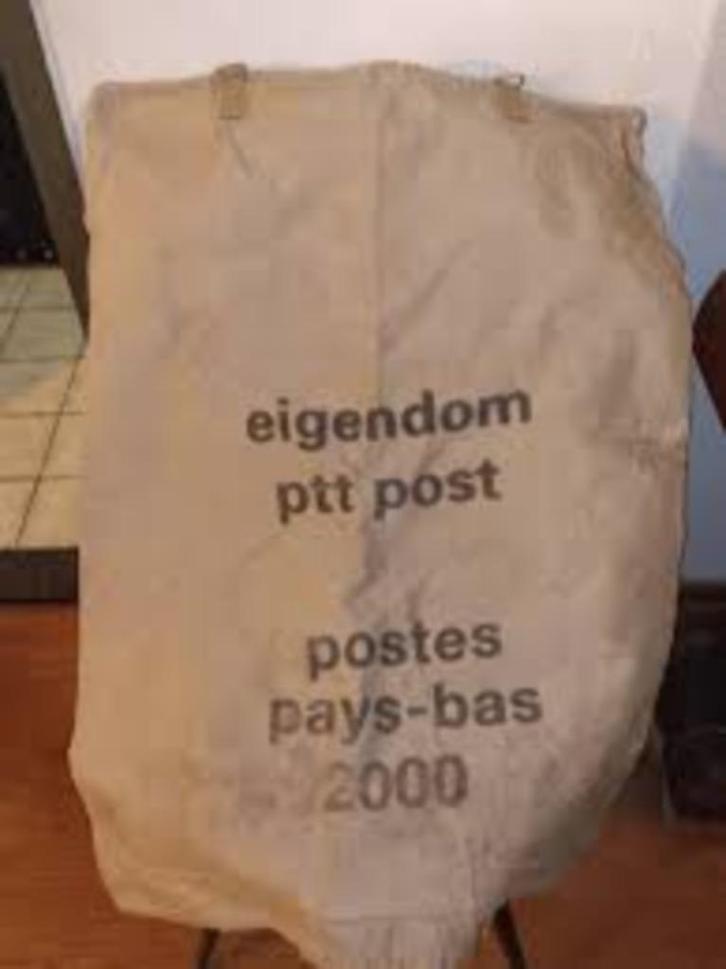 eigendom
ptt post
postes
pays-bas
2000